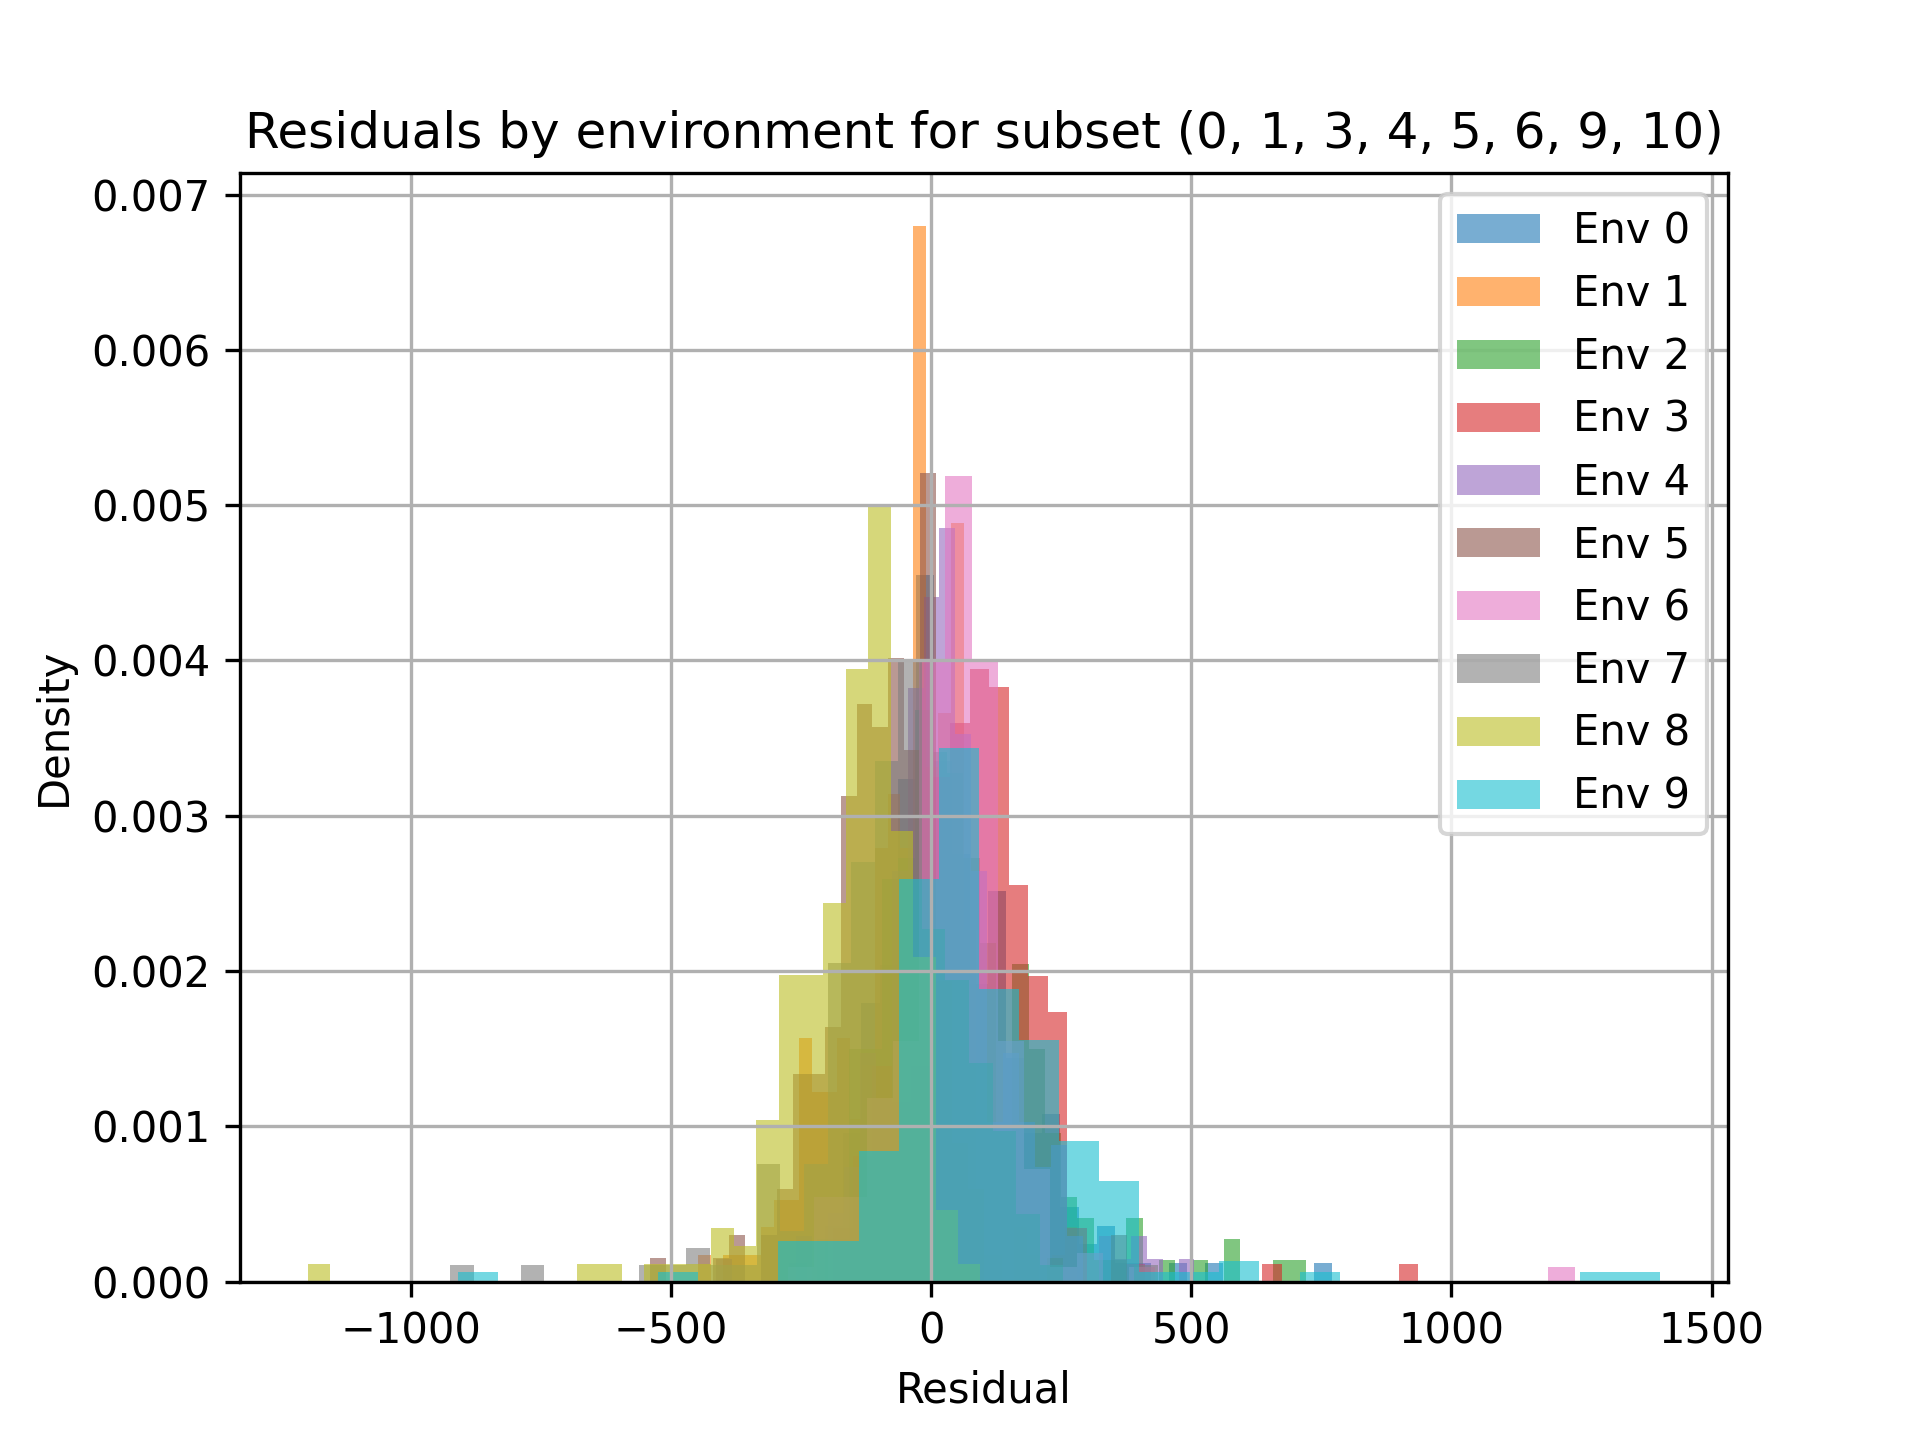 Residuals by environment for subset (0, 1, 3, 4, 5, 6, 9, 10)
0.007
0.006
0.005
0.004
0.003
0.002
0.001
0.000
Density
Env 0
Env 1
Env 2
Env 3
Env 4
Env 5
Env 6
Env 7
Env 8
Env 9
−1000 −500 0 500 1000 1500
Residual